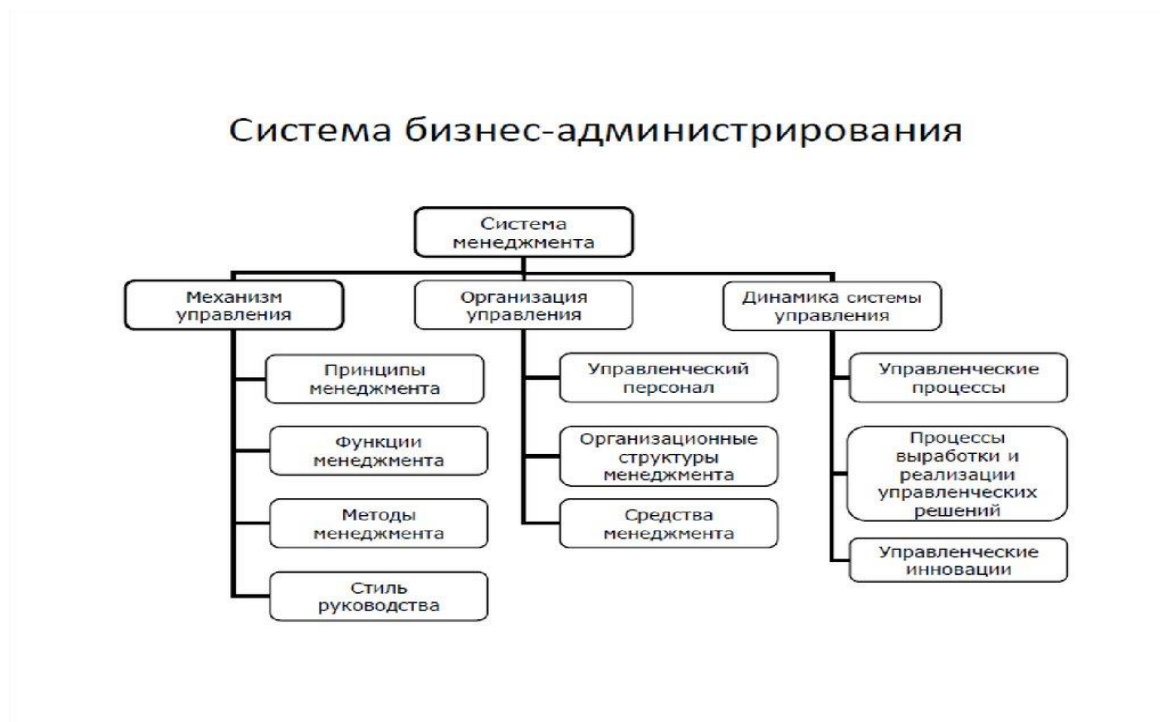 Система бизнес-администрирования
Система
менеджмента
Механизм
управления
Организация
управления
Динамика системы
управления
Принципы
менеджмента
Функции
менеджмента
Методы
менеджмента
Стиль
руководства
Управленческий
персонал
Организационные
структуры
менеджмента
Средства
менеджмента
Управленческие
процессы
Процессы
выработки и
реализации
управленческих
решений
Управленческие
инновации